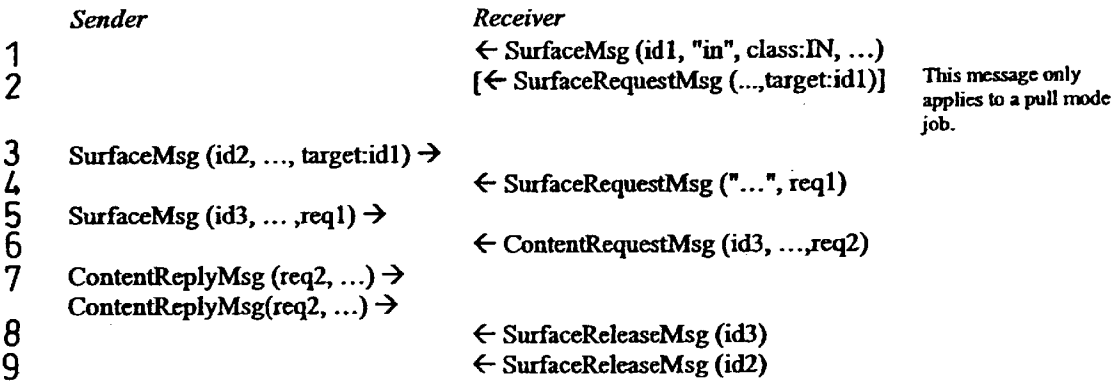 Sender Receiver
1 ← SurfaceMsg (id1, "in", class:IN, …)
2 [← SurfaceRequestMsg (...,target:id1)]
This message only
applies to a pull mode
job.
3 SurfaceMsg (id2, …, target:id1) →
4 ← SurfaceRequestMsg ("…", req1)
5 SurfaceMsg (id3, … ,req1) →
6 ← ContentRequestMsg (id3, …,req2)
7 ContentReplyMsg (req2, …) →
ContentReplyMsg(req2, …) →
8 ← SurfaceReleaseMsg (id3)
9 ← SurfaceReleaseMsg (id2)